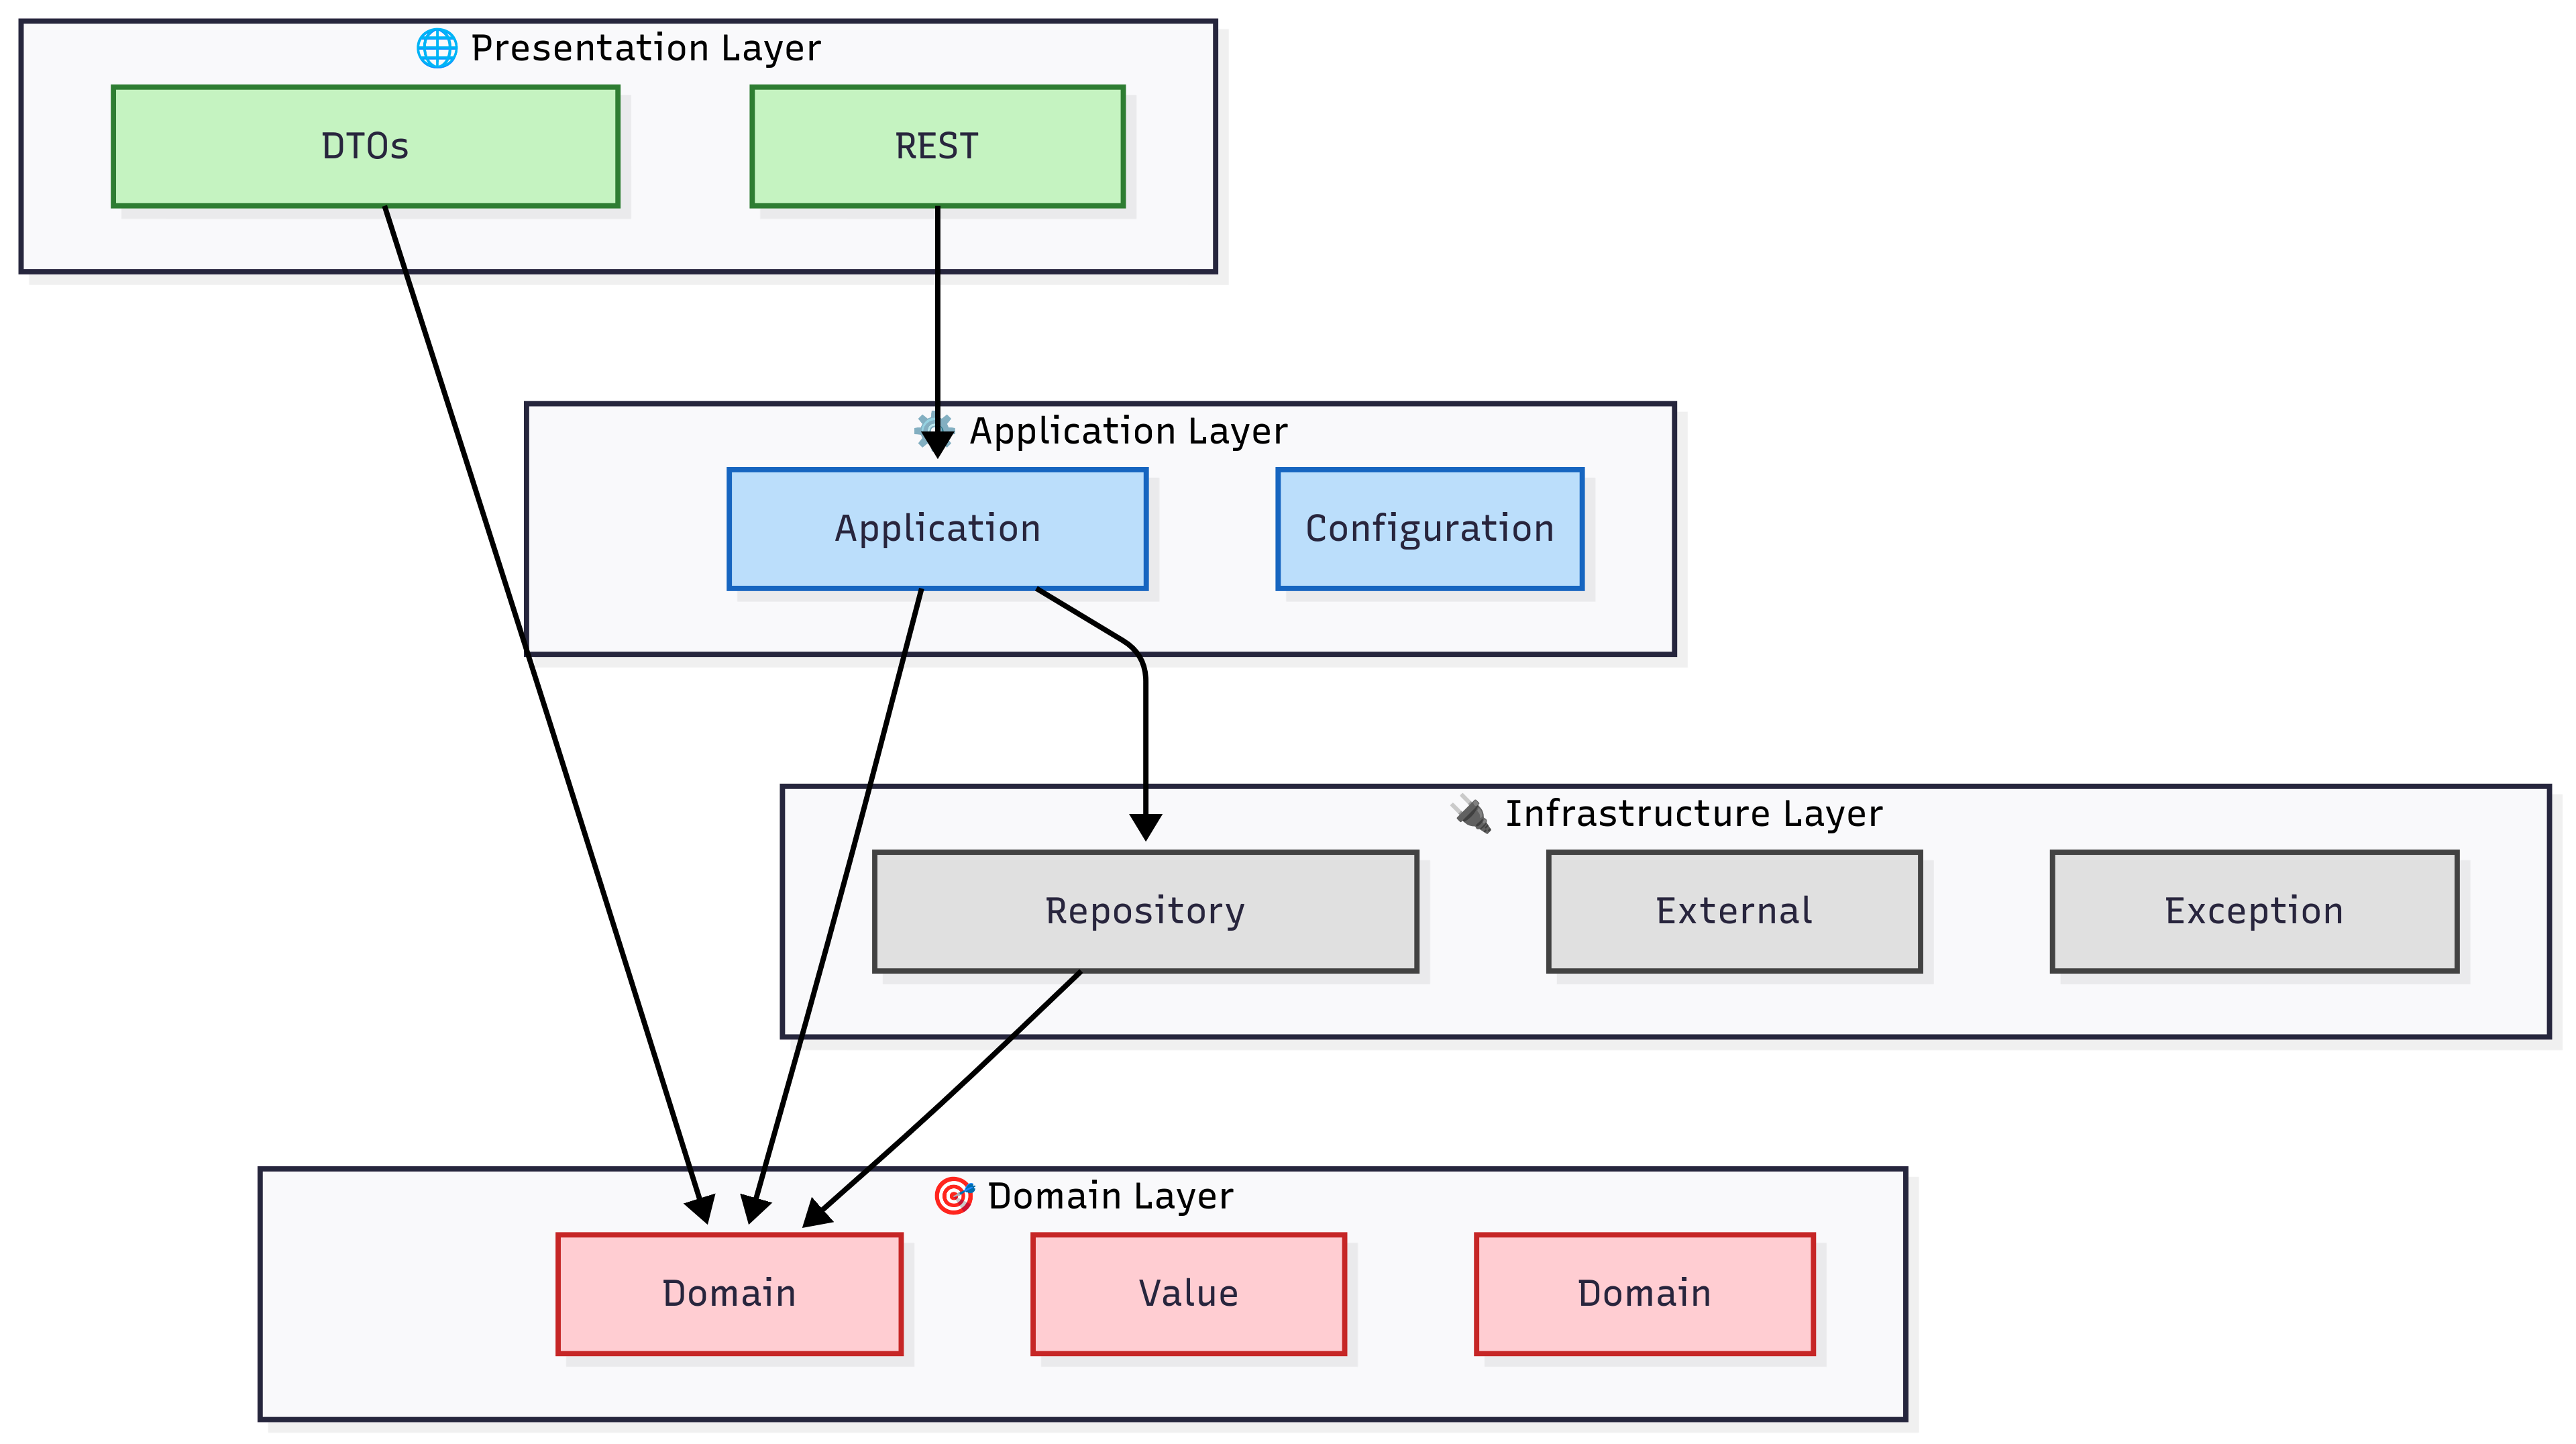 🌐 Presentation Layer
DTOs
REST
⚙️ Application Layer
Application
Configuration
🔌 Infrastructure Layer
Repository
External
Exception
🎯 Domain Layer
Domain
Value
Domain